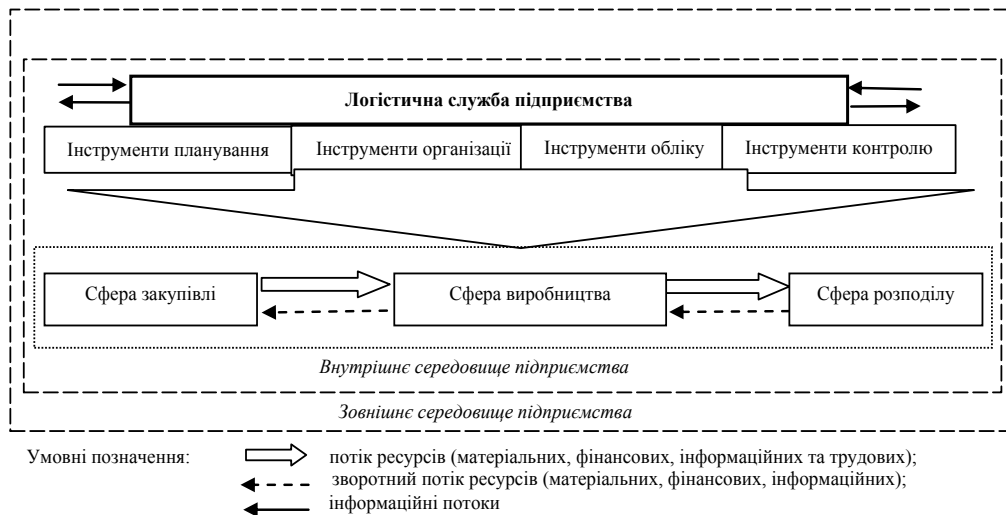 Логістична служба підприємства
Інструменти планування
Інструменти організації
Інструменти обліку
Інструменти контролю
Сфера закупівлі
Сфера виробництва
Сфера розподілу
Внутрішнє середовище підприємства
Зовнішнє середовище підприємства
Умовні позначення:
потік ресурсів (матеріальних, фінансових, інформаційних та трудових);
зворотний потік ресурсів (матеріальних, фінансових, інформаційних);
інформаційні потоки